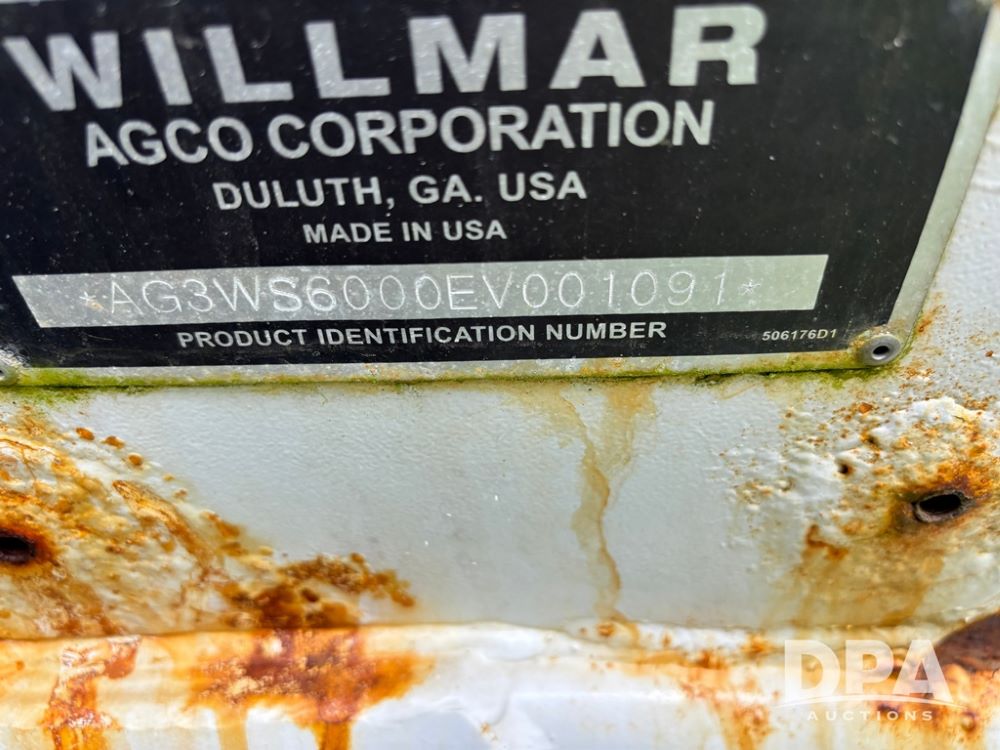 WILLMAR
AGCO CORPORATION
DULUTH, GA. USA
MADE IN USA
*AG3WS6000EV001091*
PRODUCT IDENTIFICATION NUMBER
506176D1
DPA
AUCTIONS